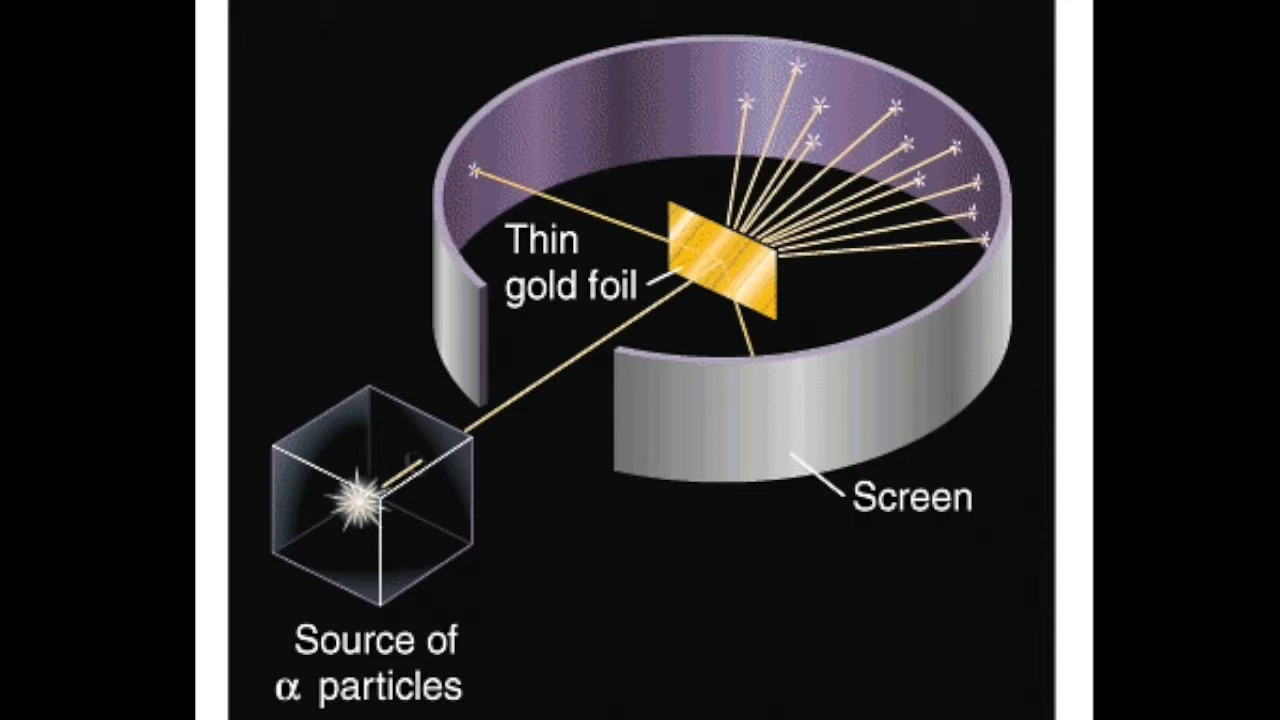 Thin
gold foil
Screen
Source of
α particles